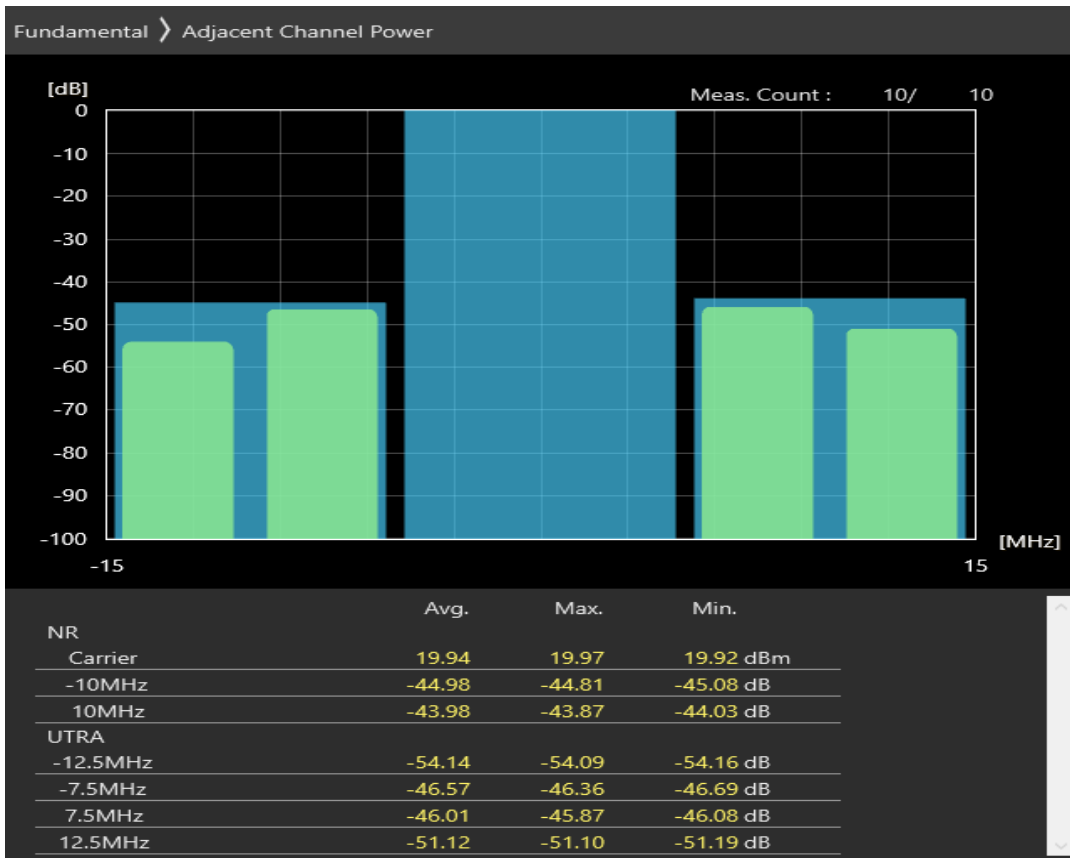 Fundamental 〉 Adjacent Channel Power
[dB]
Meas. Count : 10/ 10
0
-10
-20
-30
-40
-50
-60
-70
-80
-90
-100
[MHz]
-15 15
Avg. Max. Min.
NR
Carrier 19.94 19.97 19.92 dBm
-10MHz -44.98 -44.81 -45.08 dB
10MHz -43.98 -43.87 -44.03 dB
UTRA
-12.5MHz -54.14 -54.09 -54.16 dB
-7.5MHz -46.57 -46.36 -46.69 dB
7.5MHz -46.01 -45.87 -46.08 dB
12.5MHz -51.12 -51.10 -51.19 dB